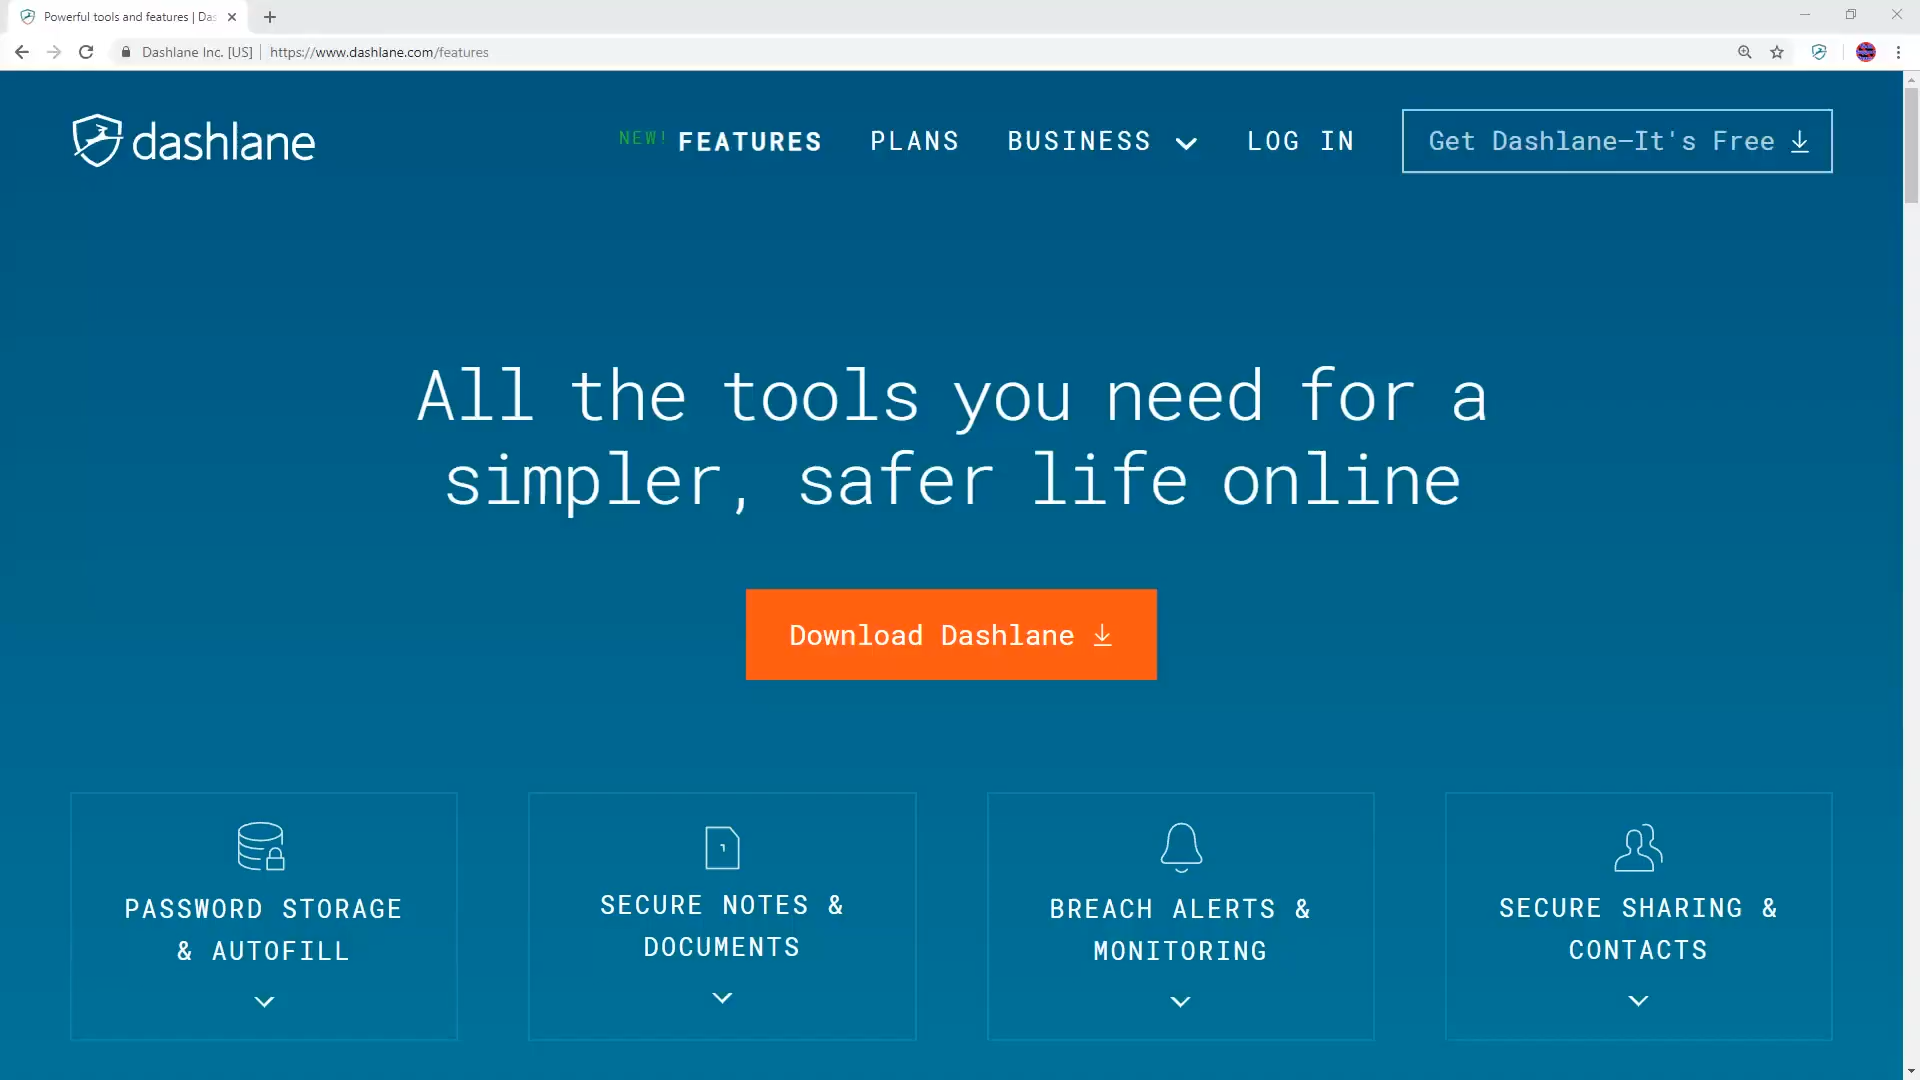 Powerful tools and features | Das
Dashlane Inc. [US] | https://www.dashlane.com/features
dashlane
NEW! FEATURES PLANS BUSINESS LOG IN Get Dashlane—It's Free
All the tools you need for a
simpler, safer life online
Download Dashlane
PASSWORD STORAGE
& AUTOFILL
SECURE NOTES &
DOCUMENTS
BREACH ALERTS &
MONITORING
SECURE SHARING &
CONTACTS